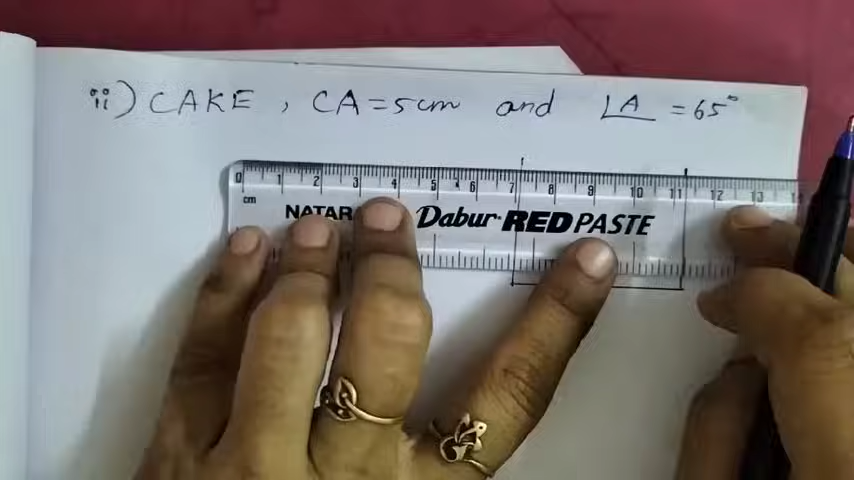 ii) CAKE , CA = 5cm and ∠A = 65°
0 1 2 3 4 5 6 7 8 9 10 11 12 13 14
cm
NATAR
Dabur RED PASTE